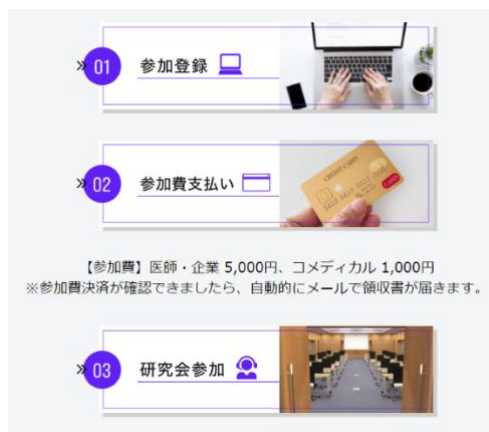 » 01 参加登録
» 02 参加費支払い
CREDIT CARD
【参加費】医師・企業 5,000円、コメディカル 1,000円
※参加費決済が確認できましたら、自動的にメールで領収書が届きます。
» 03 研究会参加